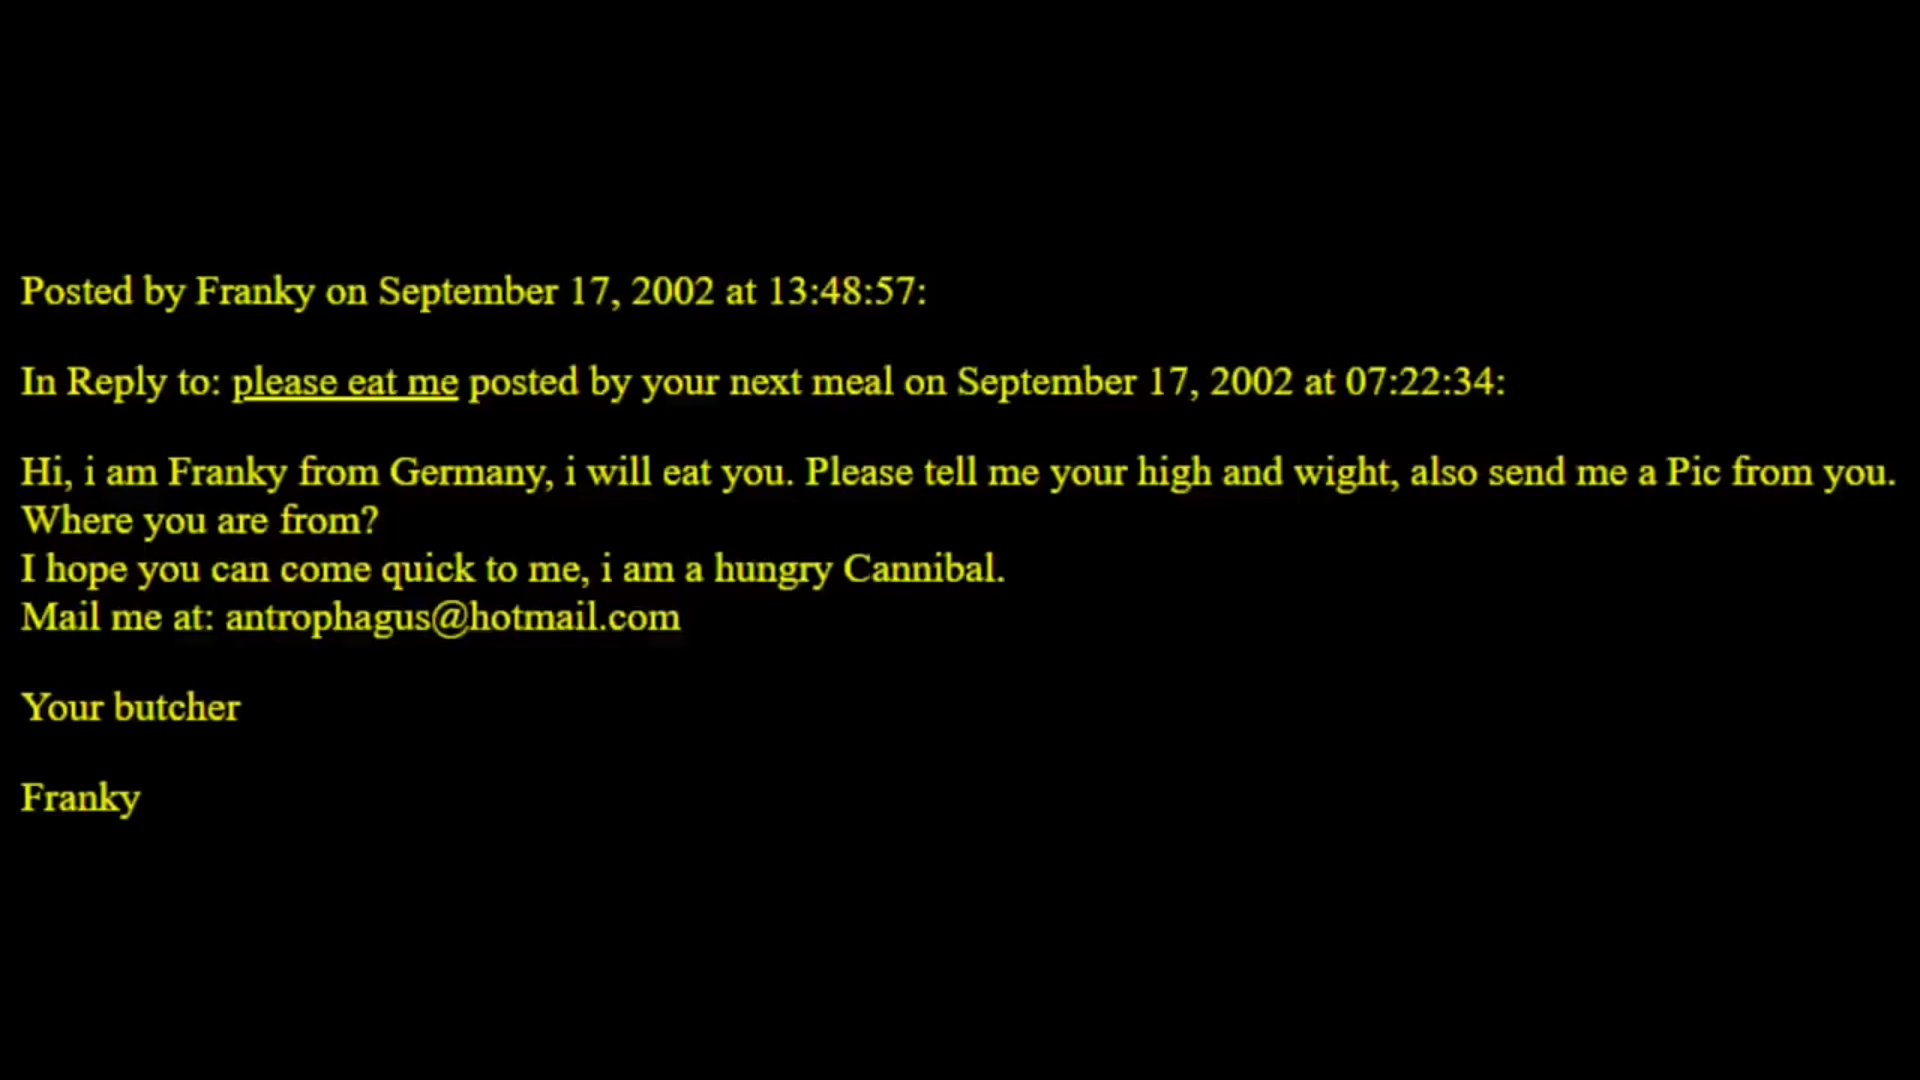 Posted by Franky on September 17, 2002 at 13:48:57:
In Reply to: please eat me posted by your next meal on September 17, 2002 at 07:22:34:
Hi, i am Franky from Germany, i will eat you. Please tell me your high and wight, also send me a Pic from you.
Where you are from?
I hope you can come quick to me, i am a hungry Cannibal.
Mail me at: antrophagus@hotmail.com
Your butcher
Franky